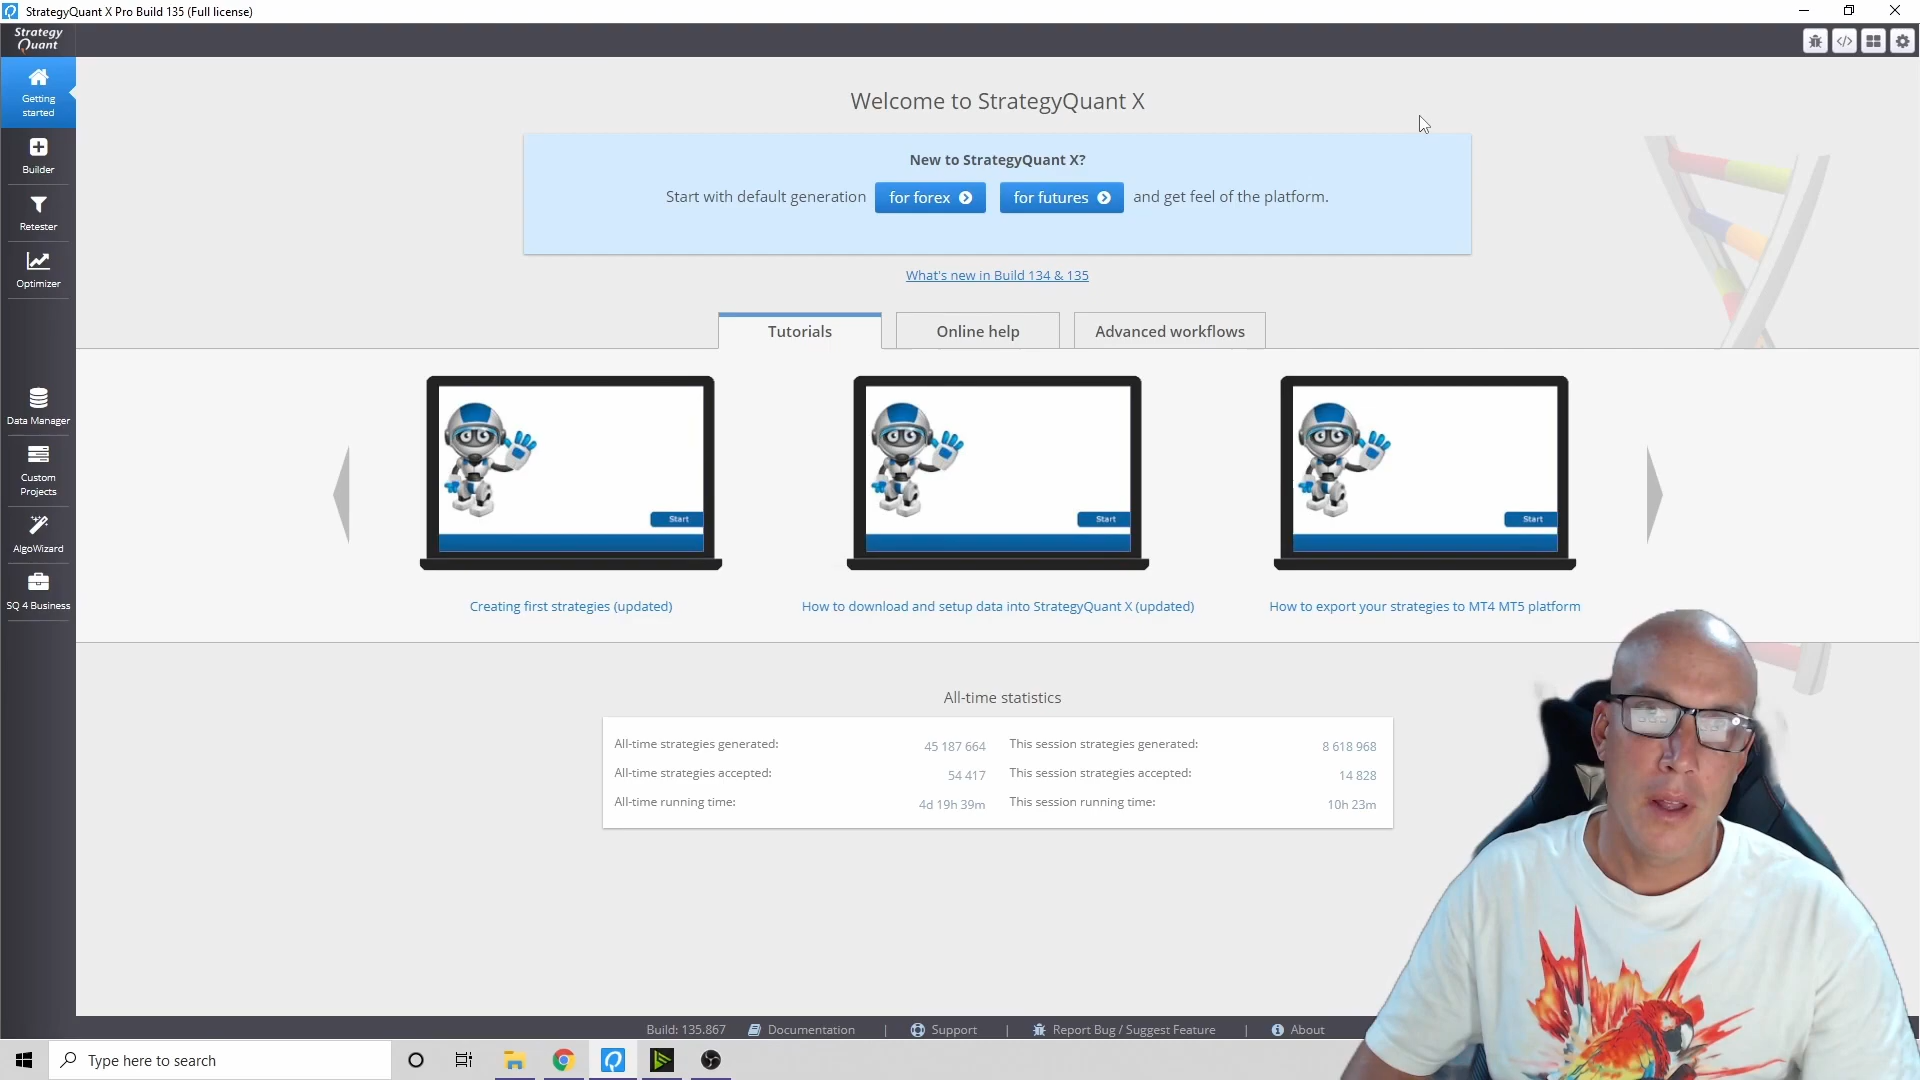 StrategyQuant X Pro Build 135 (Full license)
Strategy
Quant
Getting
started
Builder
Retester
Optimizer
Data Manager
Custom
Projects
AlgoWizard
SQ 4 Business
Welcome to StrategyQuant X
New to StrategyQuant X?
Start with default generation for forex for futures and get feel of the platform.
What's new in Build 134 & 135
Tutorials Online help Advanced workflows
Start Start Start
Creating first strategies (updated) How to download and setup data into StrategyQuant X (updated) How to export your strategies to MT4 MT5 platform
All-time statistics
All-time strategies generated: 45 187 664 This session strategies generated: 8 618 968
All-time strategies accepted: 54 417 This session strategies accepted: 14 828
All-time running time: 4d 19h 39m This session running time: 10h 23m
Build: 135.867 Documentation | Support | Report Bug / Suggest Feature | About
Type here to search